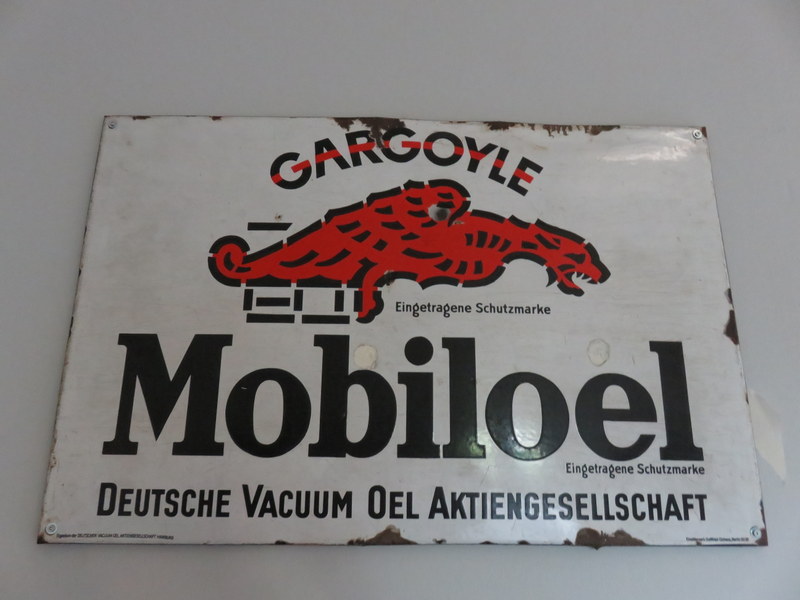 GARGOYLE
Eingetragene Schutzmarke
Mobiloel
Eingetragene Schutzmarke
DEUTSCHE VACUUM OEL AKTIENGESELLSCHAFT